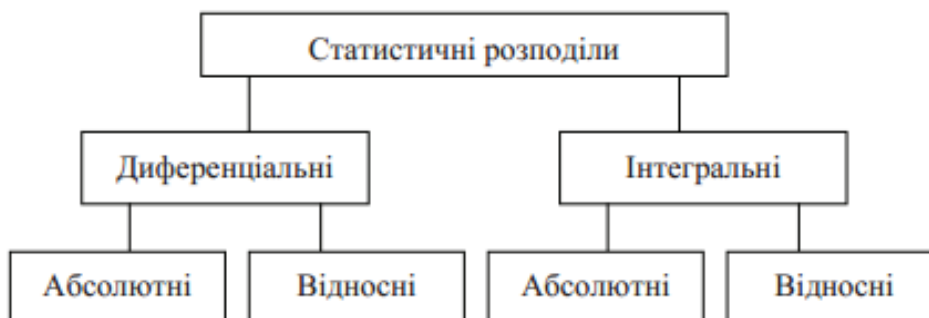 Статистичні розподіли
Диференціальні
Інтегральні
Абсолютні
Відносні
Абсолютні
Відносні